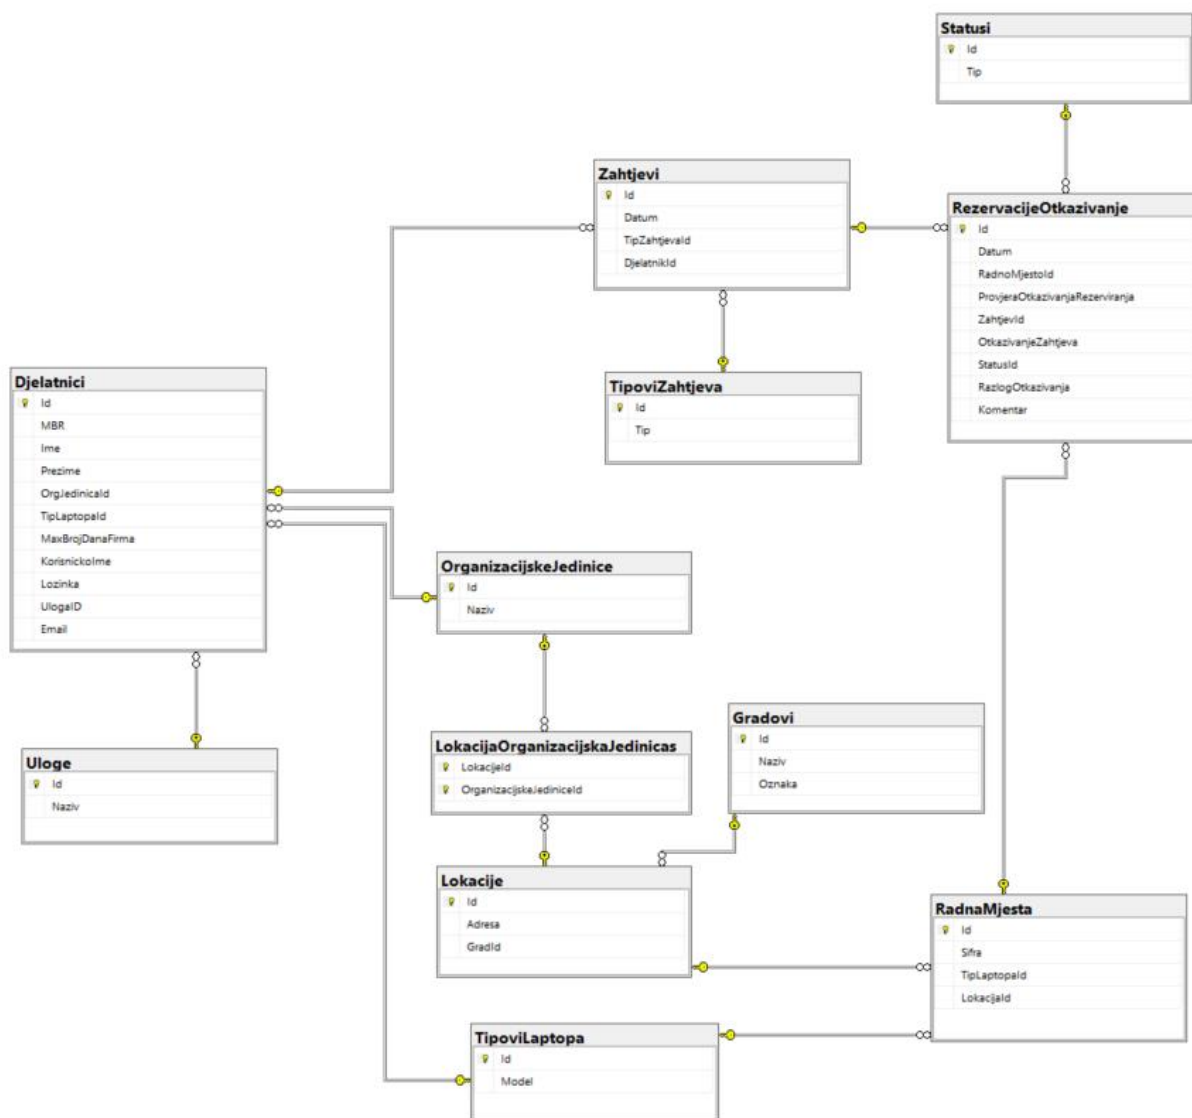 Statusi
Id
Tip
Zahtjevi
Id
Datum
TipZahtjevaId
DjelatnikId
RezervacijeOtkazivanje
Id
Datum
RadnoMjestoId
ProvjeraOtkazivanjaRezerviranja
ZahtjevId
OtkazivanjeZahtjeva
StatusId
RazlogOtkazivanja
Komentar
Djelatnici
Id
MBR
Ime
Prezime
OrgJedinicaId
TipLaptopaId
MaxBrojDanaFirma
KorisnickoIme
Lozinka
UlogaID
Email
TipoviZahtjeva
Id
Tip
OrganizacijskeJedinice
Id
Naziv
Uloge
Id
Naziv
LokacijaOrganizacijskaJedinicas
LokacijeId
OrganizacijskeJediniceId
Gradovi
Id
Naziv
Oznaka
Lokacije
Id
Adresa
GradId
RadnaMjesta
Id
Sifra
TipLaptopaId
LokacijaId
TipoviLaptopa
Id
Model